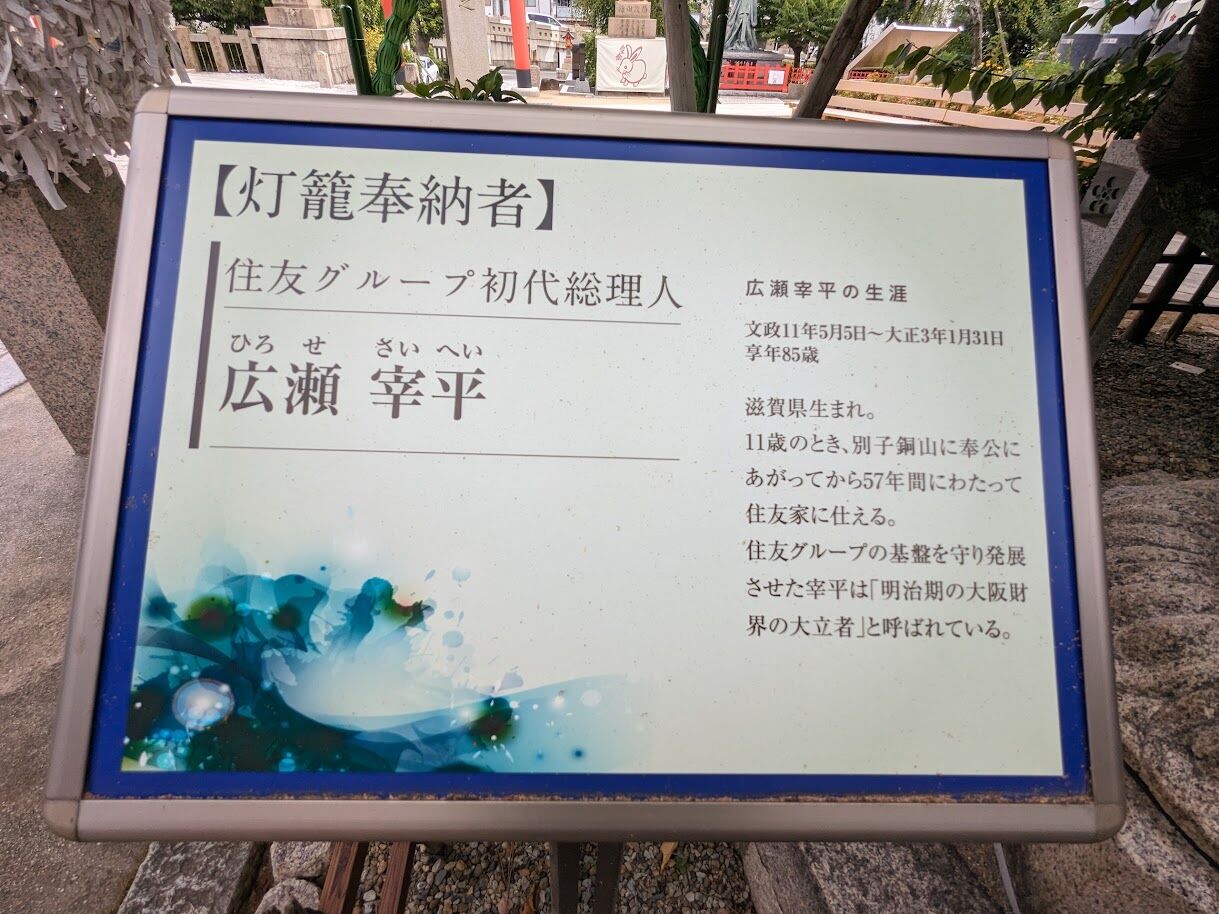 【灯籠奉納者】
住友グループ初代総理人
ひろ せ さい へい
広瀬 宰平
広瀬宰平の生涯
文政11年5月5日〜大正3年1月31日
享年85歳
滋賀県生まれ。
11歳のとき、別子銅山に奉公に
あがってから57年間にわたって
住友家に仕える。
住友グループの基盤を守り発展
させた宰平は「明治期の大阪財
界の大立者」と呼ばれている。